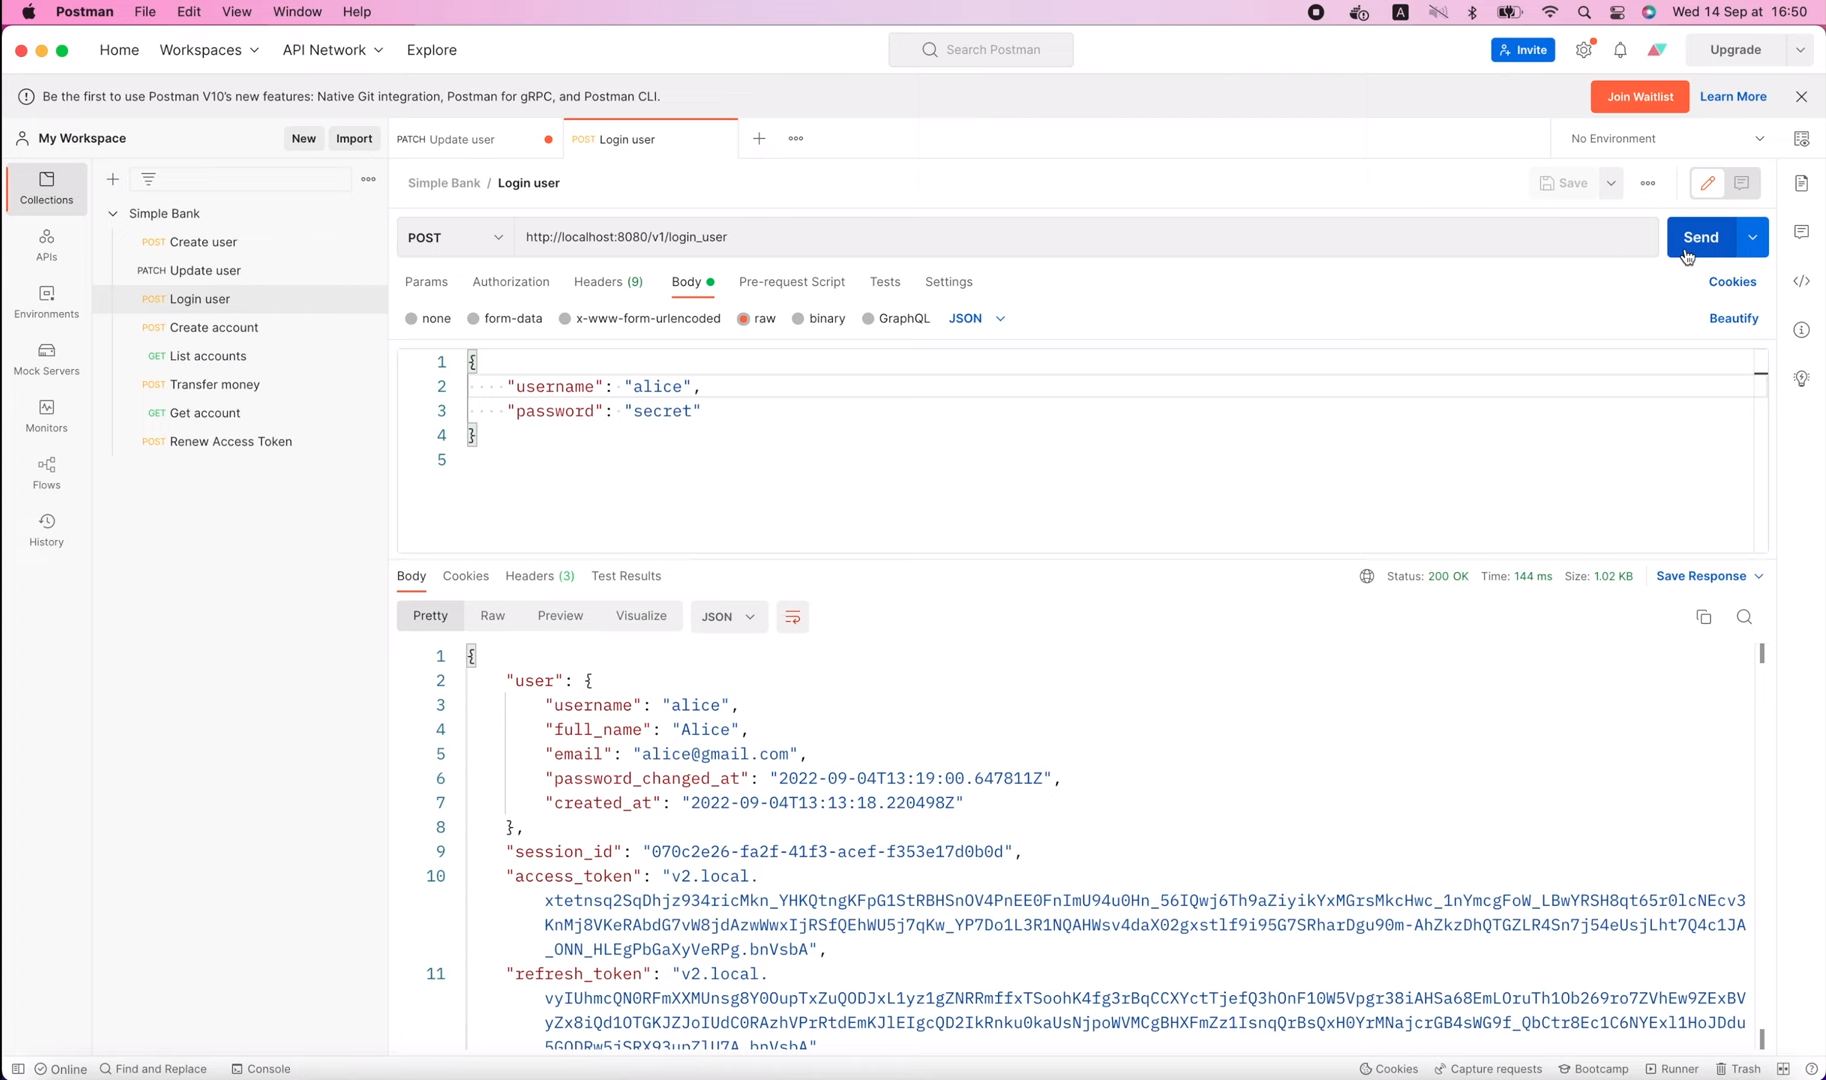 Postman File Edit View Window Help A Wed 14 Sep at 16:50
Home Workspaces API Network Explore Search Postman Invite Upgrade
Be the first to use Postman V10's new features: Native Git integration, Postman for gRPC, and Postman CLI. Join Waitlist Learn More
My Workspace New Import PATCH Update user POST Login user No Environment
Collections
APIs
Environments
Mock Servers
Monitors
Flows
History
Simple Bank
POST Create user
PATCH Update user
POST Login user
POST Create account
GET List accounts
POST Transfer money
GET Get account
POST Renew Access Token
Simple Bank / Login user Save
POST http://localhost:8080/v1/login_user Send
Params Authorization Headers (9) Body Pre-request Script Tests Settings Cookies
none form-data x-www-form-urlencoded raw binary GraphQL JSON Beautify
1 {
2 "username": "alice",
3 "password": "secret"
4 }
5
Body Cookies Headers (3) Test Results Status: 200 OK Time: 144 ms Size: 1.02 KB Save Response
Pretty Raw Preview Visualize JSON
1 {
2 "user": {
3 "username": "alice",
4 "full_name": "Alice",
5 "email": "alice@gmail.com",
6 "password_changed_at": "2022-09-04T13:19:00.647811Z",
7 "created_at": "2022-09-04T13:13:18.220498Z"
8 },
9 "session_id": "070c2e26-fa2f-41f3-acef-f353e17d0b0d",
10 "access_token": "v2.local.
xtetnsq2SqDhjz934ricMkn_YHKQtngKFpG1StRBHSnOV4PnEE0FnImU94u0Hn_56IQwj6Th9aZiyikYxMGrsMkcHwc_1nYmcgFoW_LBwYRSH8qt65r0lcNEcv3
KnMj8VKeRAbdG7vW8jdAzwWwxIjRSfQEhWU5j7qKw_YP7Do1L3R1NQAHWsv4daX02gxstlf9i95G7SRharDgu90m-AhZkzDhQTGZLR4Sn7j54eUsjLht7Q4c1JA
_ONN_HLEgPbGaXyVeRPg.bnVsbA",
11 "refresh_token": "v2.local.
vyIUhmcQN0RFmXXMUnsg8Y0OupTxZuQODJxL1yz1gZNRRmffxTSoohK4fg3rBqCCXYctTjefQ3hOnF10W5Vpgr38iAHSa68EmLOruTh1Ob269ro7ZVhEw9ZExBV
yZx8iQd1OTGKJZJoIUdC0RAzhVPrRtdEmKJlEIgcQD2IkRnku0kaUsNjpoWVMCgBHXFmZz1IsnqQrBsQxH0YrMNajcrGB4sWG9f_QbCtr8Ec1C6NYExl1HoJDdu
5GODRw5jSRX93unZlU7A.bnVsbA"
Online Find and Replace Console Cookies Capture requests Bootcamp Runner Trash